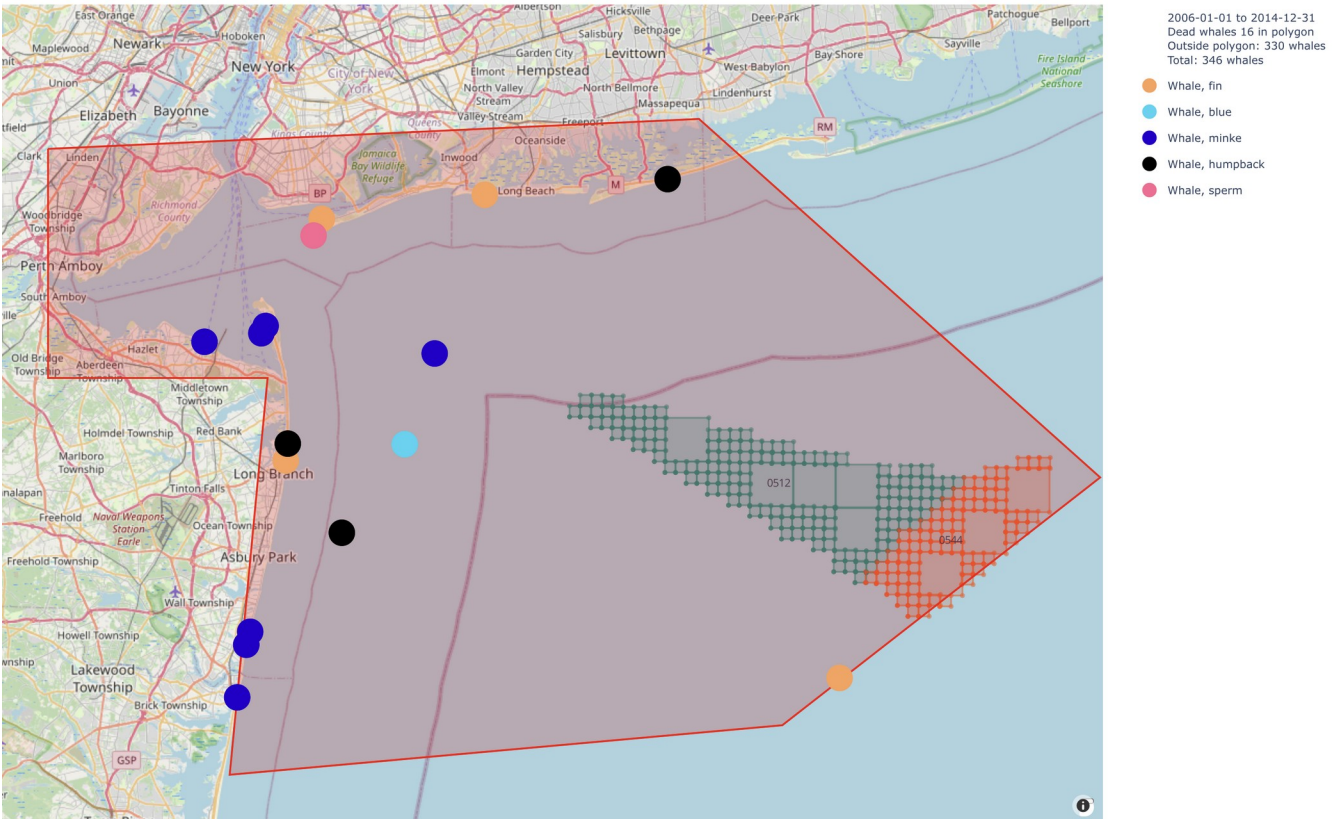 East Orange
Albertson
Hicksville
Deer Park
Patchogue
Bellport
Salisbury
Bethpage
Hoboken
Maplewood
Newark
Garden City
Levittown
Bay Shore
Sayville
New York
City of New
York
Elmont
Hempstead
West Babylon
Fire Island
National
Seashore
Union
North Valley
Stream
North Bellmore
Lindenhurst
Elizabeth
Bayonne
Massapequa
Valley-Stream
Freeport
Queens
County
Kings County
RM
Oceanside
Clark
Linden
Jamaica
Bay Wildlife
Refuge
Inwood
BP
Long Beach
M
Richmond
County
Woodbridge
Township
Perth Amboy
South Amboy
Hazlet
Old Bridge
Township
Aberdeen
Township
Middletown
Township
Holmdel Township
Red Bank
Marlboro
Township
Long Branch
Tinton Falls
0512
Freehold
Naval Weapons
Station
Earle
Ocean Township
0544
Asbury Park
Freehold Township
Wall Township
Howell Township
Lakewood
Township
Brick Township
GSP
2006-01-01 to 2014-12-31
Dead whales 16 in polygon
Outside polygon: 330 whales
Total: 346 whales
Whale, fin
Whale, blue
Whale, minke
Whale, humpback
Whale, sperm